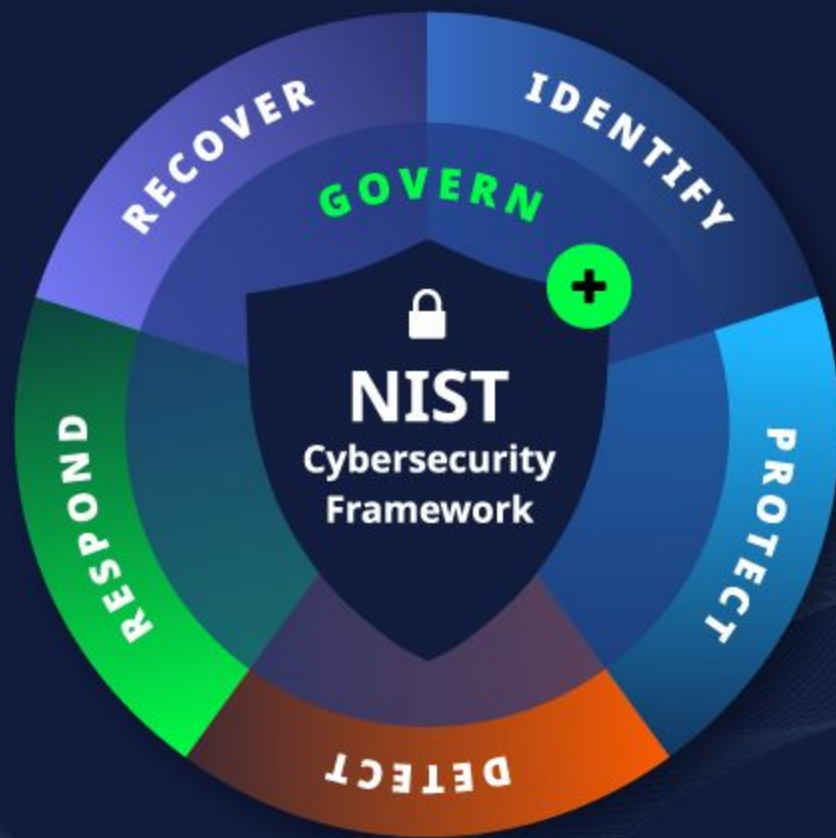 RECOVER
IDENTIFY
GOVERN
+
NIST
Cybersecurity
Framework
RESPOND
PROTECT
DETECT